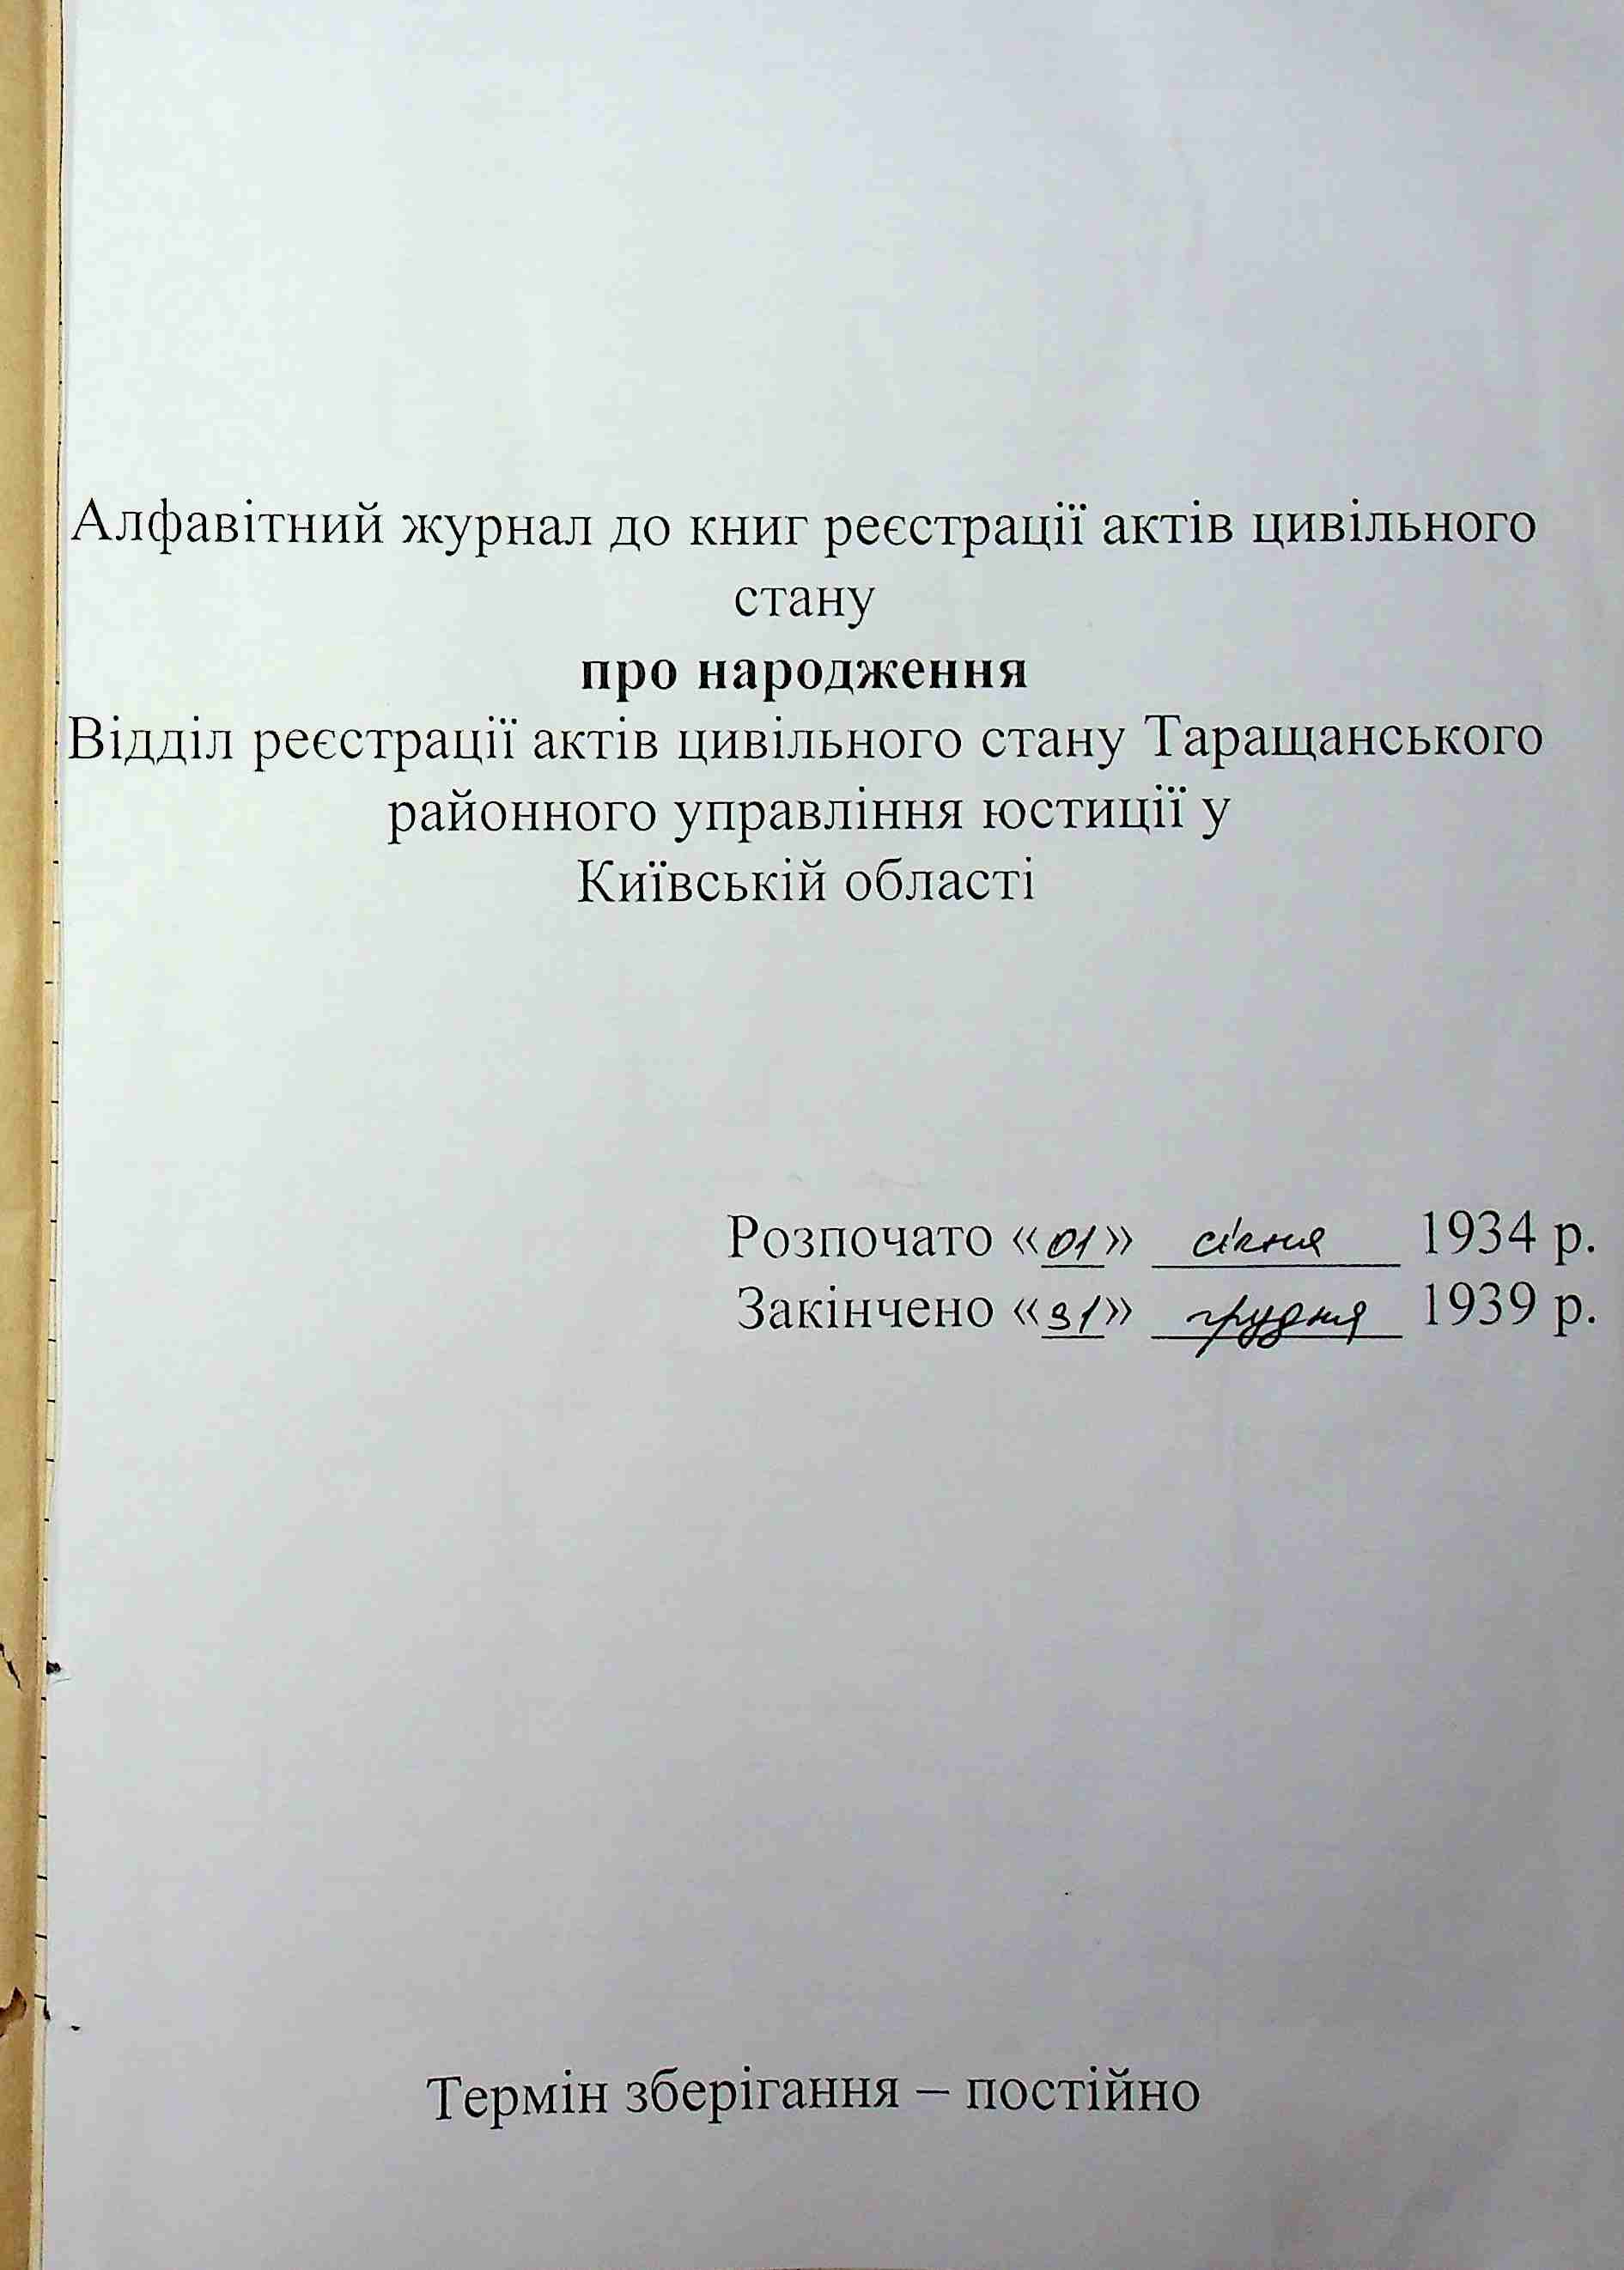 Алфавітний журнал до книг реєстрації актів цивільного
стану
про народження
Відділ реєстрації актів цивільного стану Таращанського
районного управління юстиції у
Київській області
Розпочато «01» січня 1934 р.
Закінчено «31» грудня 1939 р.
Термін зберігання – постійно